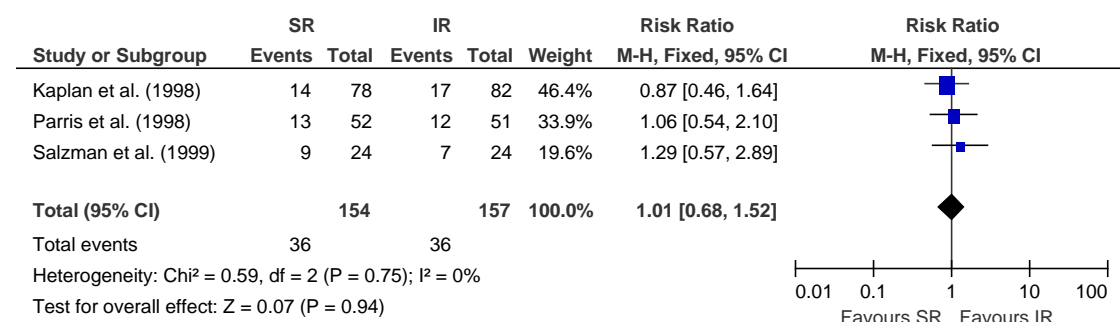 SR IR Risk Ratio Risk Ratio
Study or Subgroup Events Total Events Total Weight M-H, Fixed, 95% CI M-H, Fixed, 95% CI
Kaplan et al. (1998) 14 78 17 82 46.4% 0.87 [0.46, 1.64]
Parris et al. (1998) 13 52 12 51 33.9% 1.06 [0.54, 2.10]
Salzman et al. (1999) 9 24 7 24 19.6% 1.29 [0.57, 2.89]
Total (95% CI) 154 157 100.0% 1.01 [0.68, 1.52]
Total events 36 36
Heterogeneity: Chi² = 0.59, df = 2 (P = 0.75); I² = 0%
Test for overall effect: Z = 0.07 (P = 0.94)
0.01 0.1 1 10 100
Favours SR Favours IR